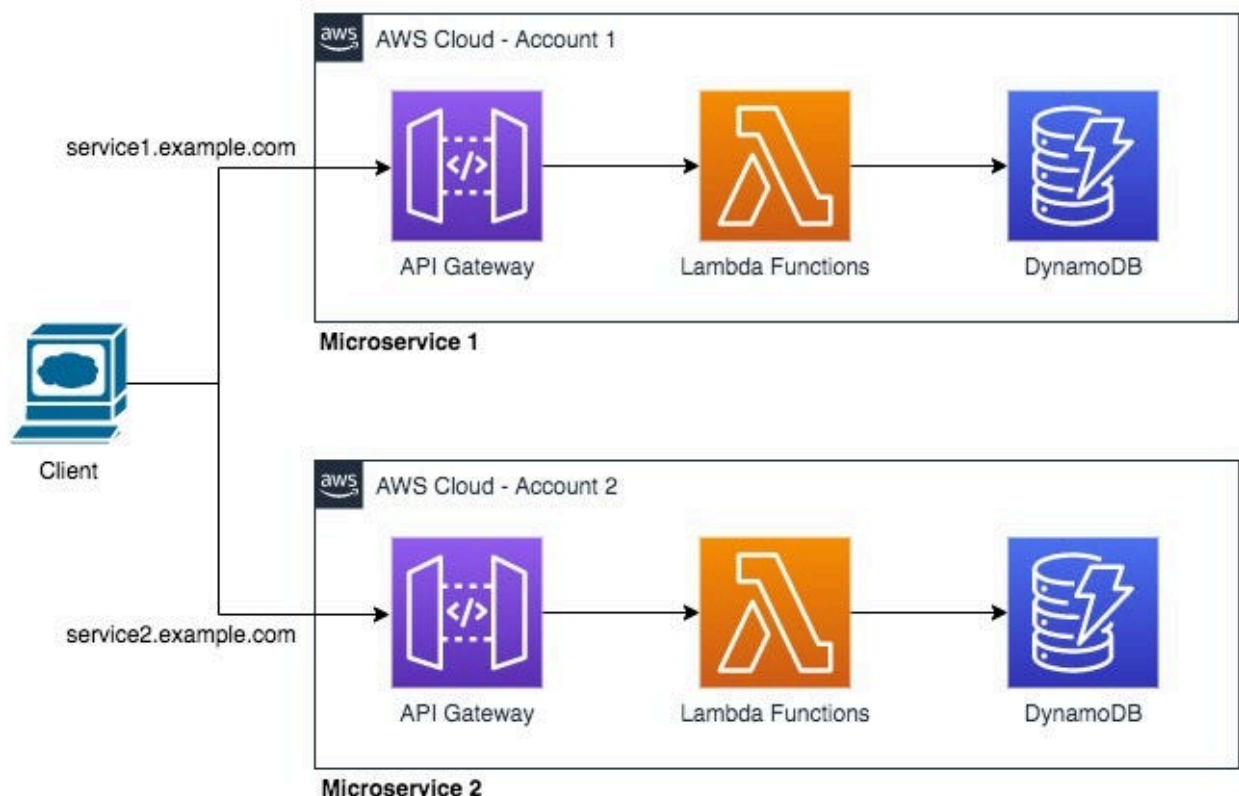 aws AWS Cloud - Account 1
service1.example.com
</>
API Gateway
Lambda Functions
DynamoDB
Microservice 1
Client
aws AWS Cloud - Account 2
service2.example.com
</>
API Gateway
Lambda Functions
DynamoDB
Microservice 2